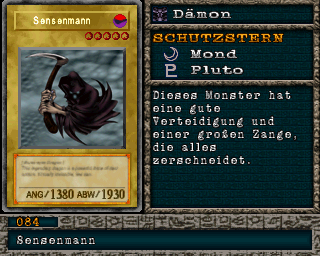 Sensenmann
ANG/ 1380 ABW/ 1930
Dämon
SCHUTZSTERN
Mond
Pluto
Dieses Monster hat
eine gute
Verteidigung und
einer großen Zange,
die alles
zerschneidet.
084
Sensenmann